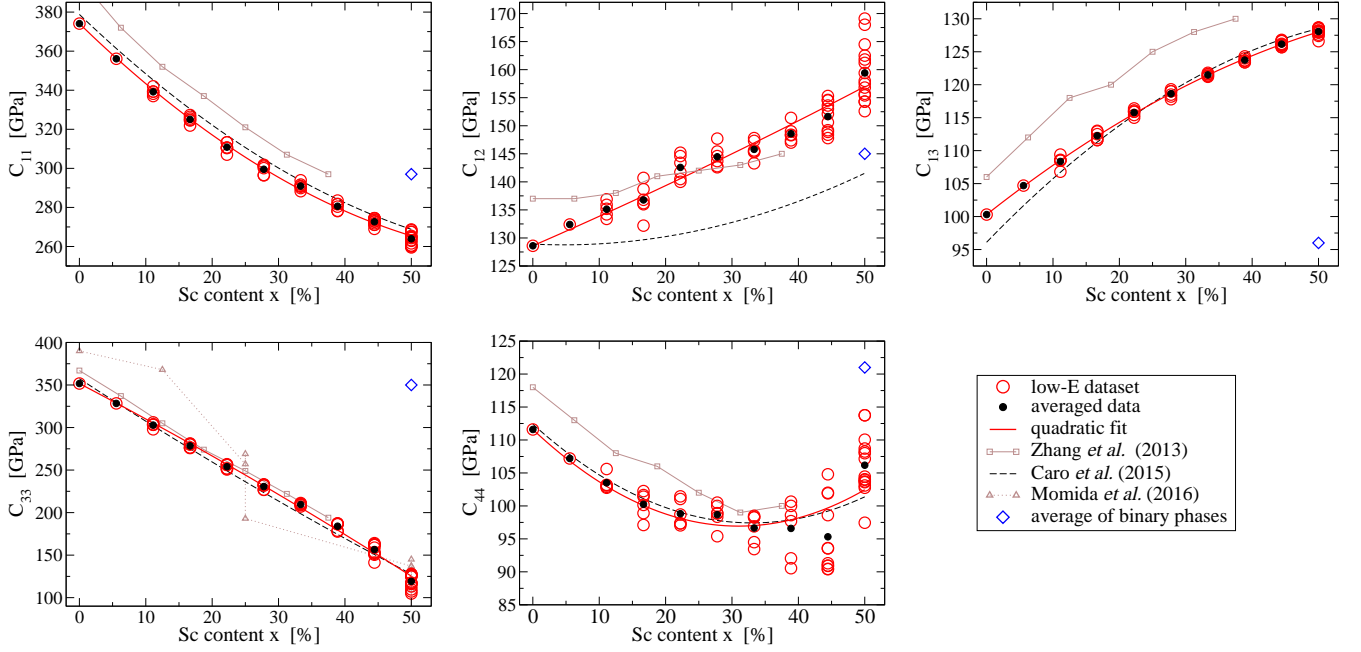 380
360
340
320
300
280
260
C11 [GPa]
0 10 20 30 40 50
Sc content x [%]
170
165
160
155
150
145
140
135
130
125
C12 [GPa]
0 10 20 30 40 50
Sc content x [%]
130
125
120
115
110
105
100
95
C13 [GPa]
0 10 20 30 40 50
Sc content x [%]
400
350
300
250
200
150
100
C33 [GPa]
0 10 20 30 40 50
Sc content x [%]
125
120
115
110
105
100
95
90
85
C44 [GPa]
0 10 20 30 40 50
Sc content x [%]
low-E dataset
averaged data
quadratic fit
Zhang et al. (2013)
Caro et al. (2015)
Momida et al. (2016)
average of binary phases